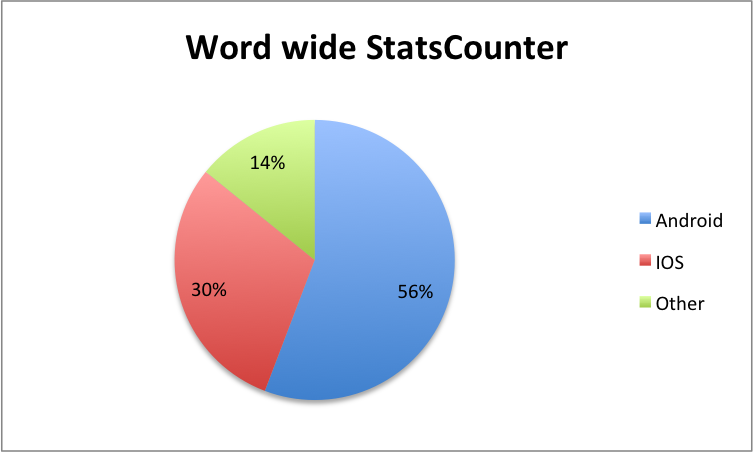 Word wide StatsCounter
14%
30%
56%
Android
IOS
Other